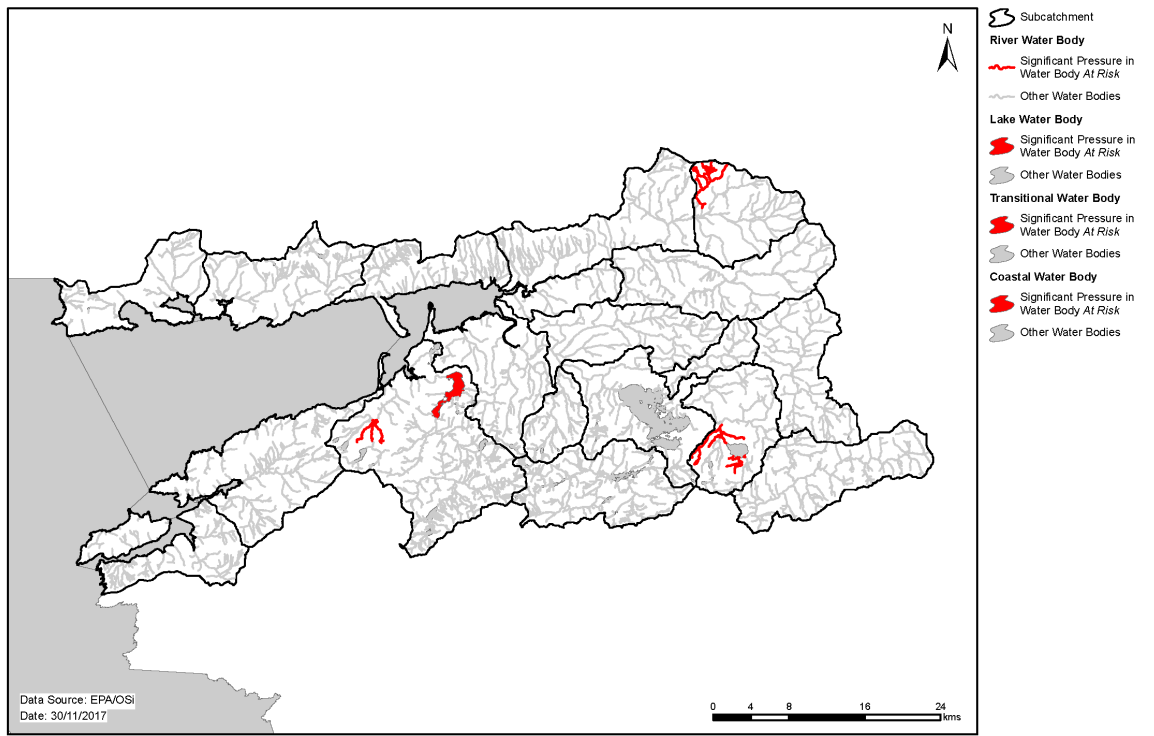 N
Data Source: EPA/OSi
Date: 30/11/2017
0 4 8 16 24
kms
Subcatchment
River Water Body
Significant Pressure in
Water Body At Risk
Other Water Bodies
Lake Water Body
Significant Pressure in
Water Body At Risk
Other Water Bodies
Transitional Water Body
Significant Pressure in
Water Body At Risk
Other Water Bodies
Coastal Water Body
Significant Pressure in
Water Body At Risk
Other Water Bodies